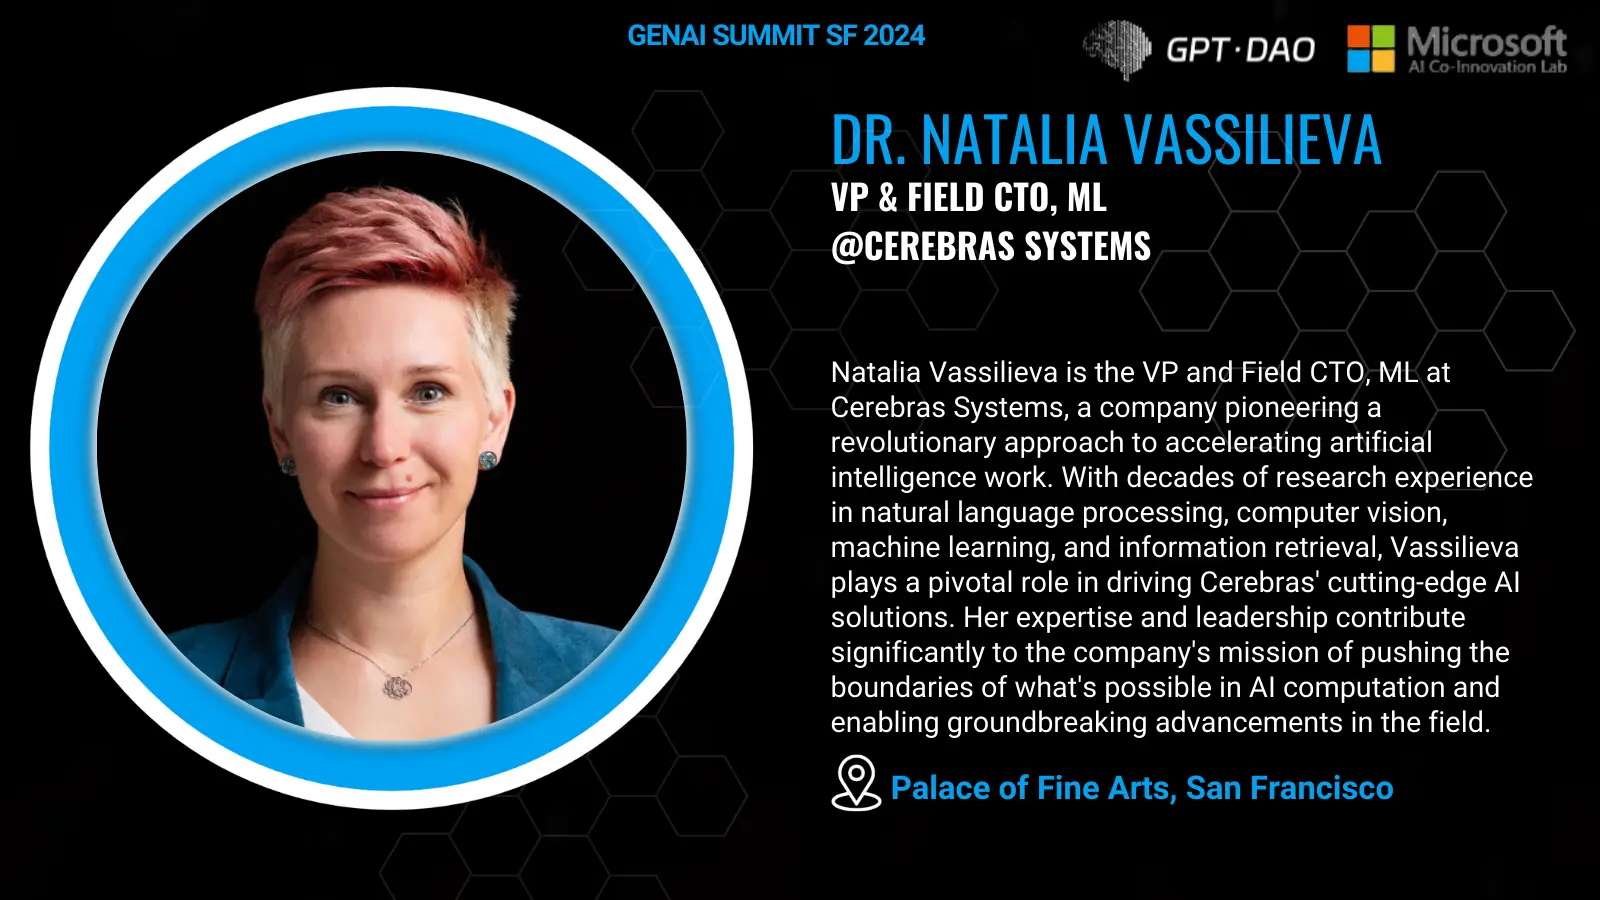 GENAI SUMMIT SF 2024
GPT·DAO
Microsoft
AI Co-Innovation Lab
DR. NATALIA VASSILIEVA
VP & FIELD CTO, ML
@CEREBRAS SYSTEMS
Natalia Vassilieva is the VP and Field CTO, ML at
Cerebras Systems, a company pioneering a
revolutionary approach to accelerating artificial
intelligence work. With decades of research experience
in natural language processing, computer vision,
machine learning, and information retrieval, Vassilieva
plays a pivotal role in driving Cerebras' cutting-edge AI
solutions. Her expertise and leadership contribute
significantly to the company's mission of pushing the
boundaries of what's possible in AI computation and
enabling groundbreaking advancements in the field.
Palace of Fine Arts, San Francisco